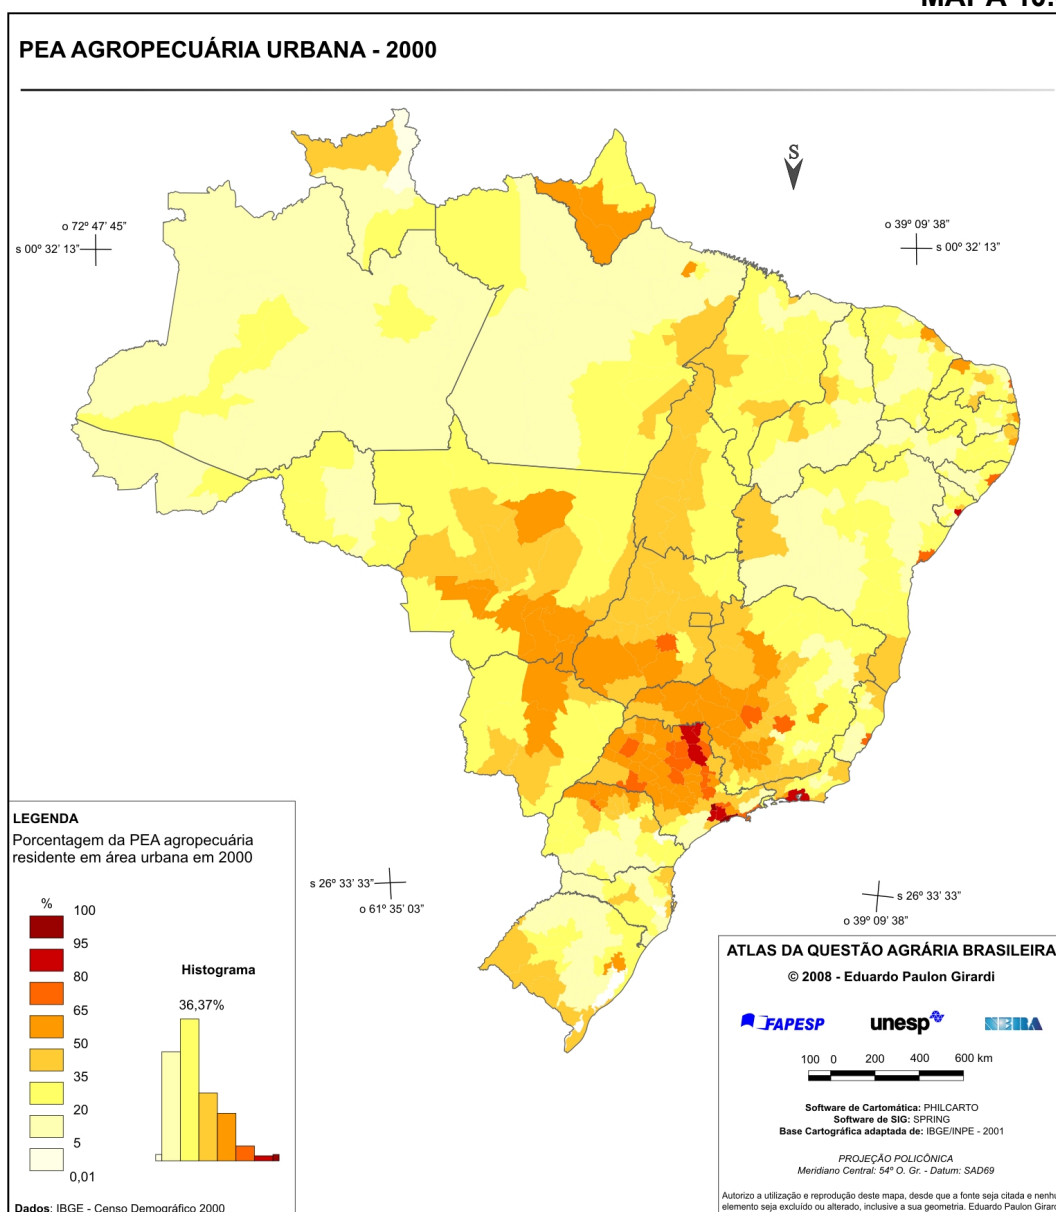 MAPA 10.
PEA AGROPECUÁRIA URBANA - 2000
S
o 72º 47' 45”
s 00º 32' 13”
o 39º 09' 38”
s 00º 32' 13”
LEGENDA
Porcentagem da PEA agropecuária
residente em área urbana em 2000
%
100
95
80
65
50
35
20
5
0,01
Histograma
36,37%
Dados: IBGE - Censo Demográfico 2000
s 26º 33' 33”
o 61º 35' 03”
s 26º 33' 33”
o 39º 09' 38”
ATLAS DA QUESTÃO AGRÁRIA BRASILEIRA
© 2008 - Eduardo Paulon Girardi
FAPESP
unesp
NERA
100 0 200 400 600 km
Software de Cartomática: PHILCARTO
Software de SIG: SPRING
Base Cartográfica adaptada de: IBGE/INPE - 2001
PROJEÇÃO POLICÔNICA
Meridiano Central: 54º O. Gr. - Datum: SAD69
Autorizo a utilização e reprodução deste mapa, desde que a fonte seja citada e nenhu
elemento seja excluído ou alterado, inclusive a sua geometria. Eduardo Paulon Girard